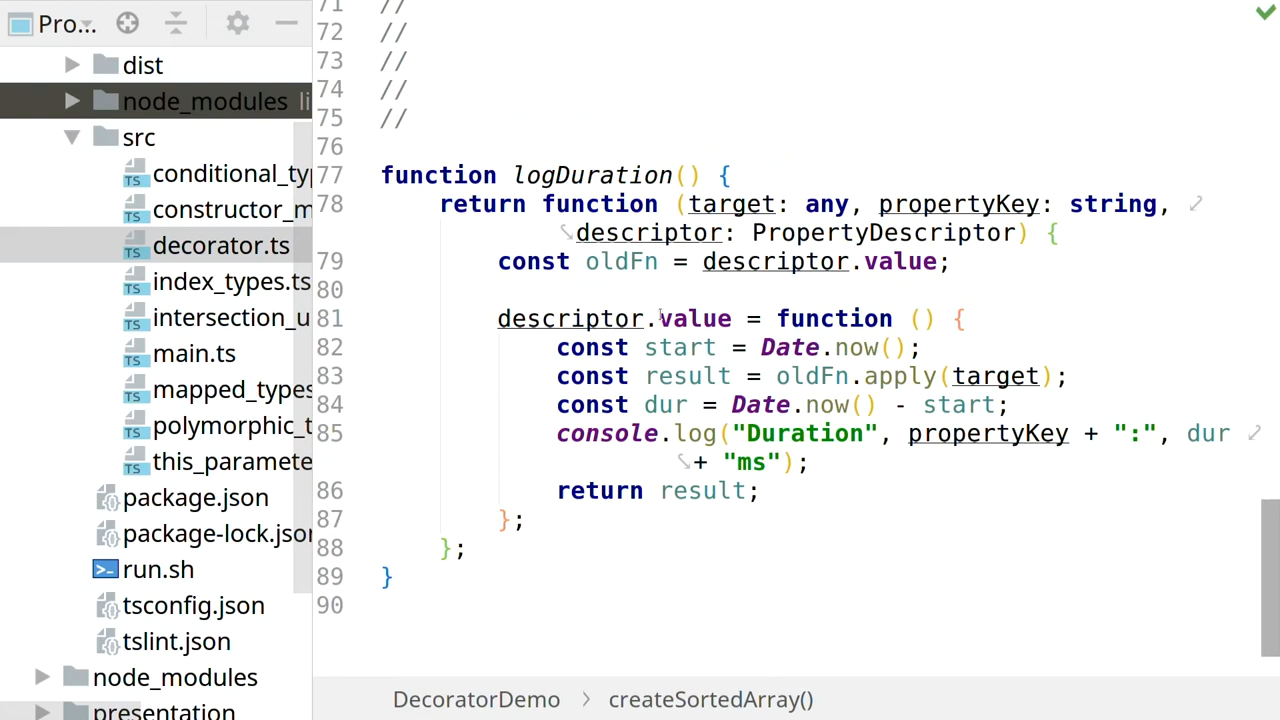 Pro...
dist
node_modules li
src
conditional_typ
constructor_m
decorator.ts
index_types.ts
intersection_u
main.ts
mapped_types
polymorphic_t
this_paramete
package.json
package-lock.json
run.sh
tsconfig.json
tslint.json
node_modules
presentation
71 //
72 //
73 //
74 //
75 //
76
77 function logDuration() {
78 return function (target: any, propertyKey: string,
descriptor: PropertyDescriptor) {
79 const oldFn = descriptor.value;
80
81 descriptor.value = function () {
82 const start = Date.now();
83 const result = oldFn.apply(target);
84 const dur = Date.now() - start;
85 console.log("Duration", propertyKey + ":", dur
+ "ms");
86 return result;
87 };
88 };
89 }
90
DecoratorDemo > createSortedArray()